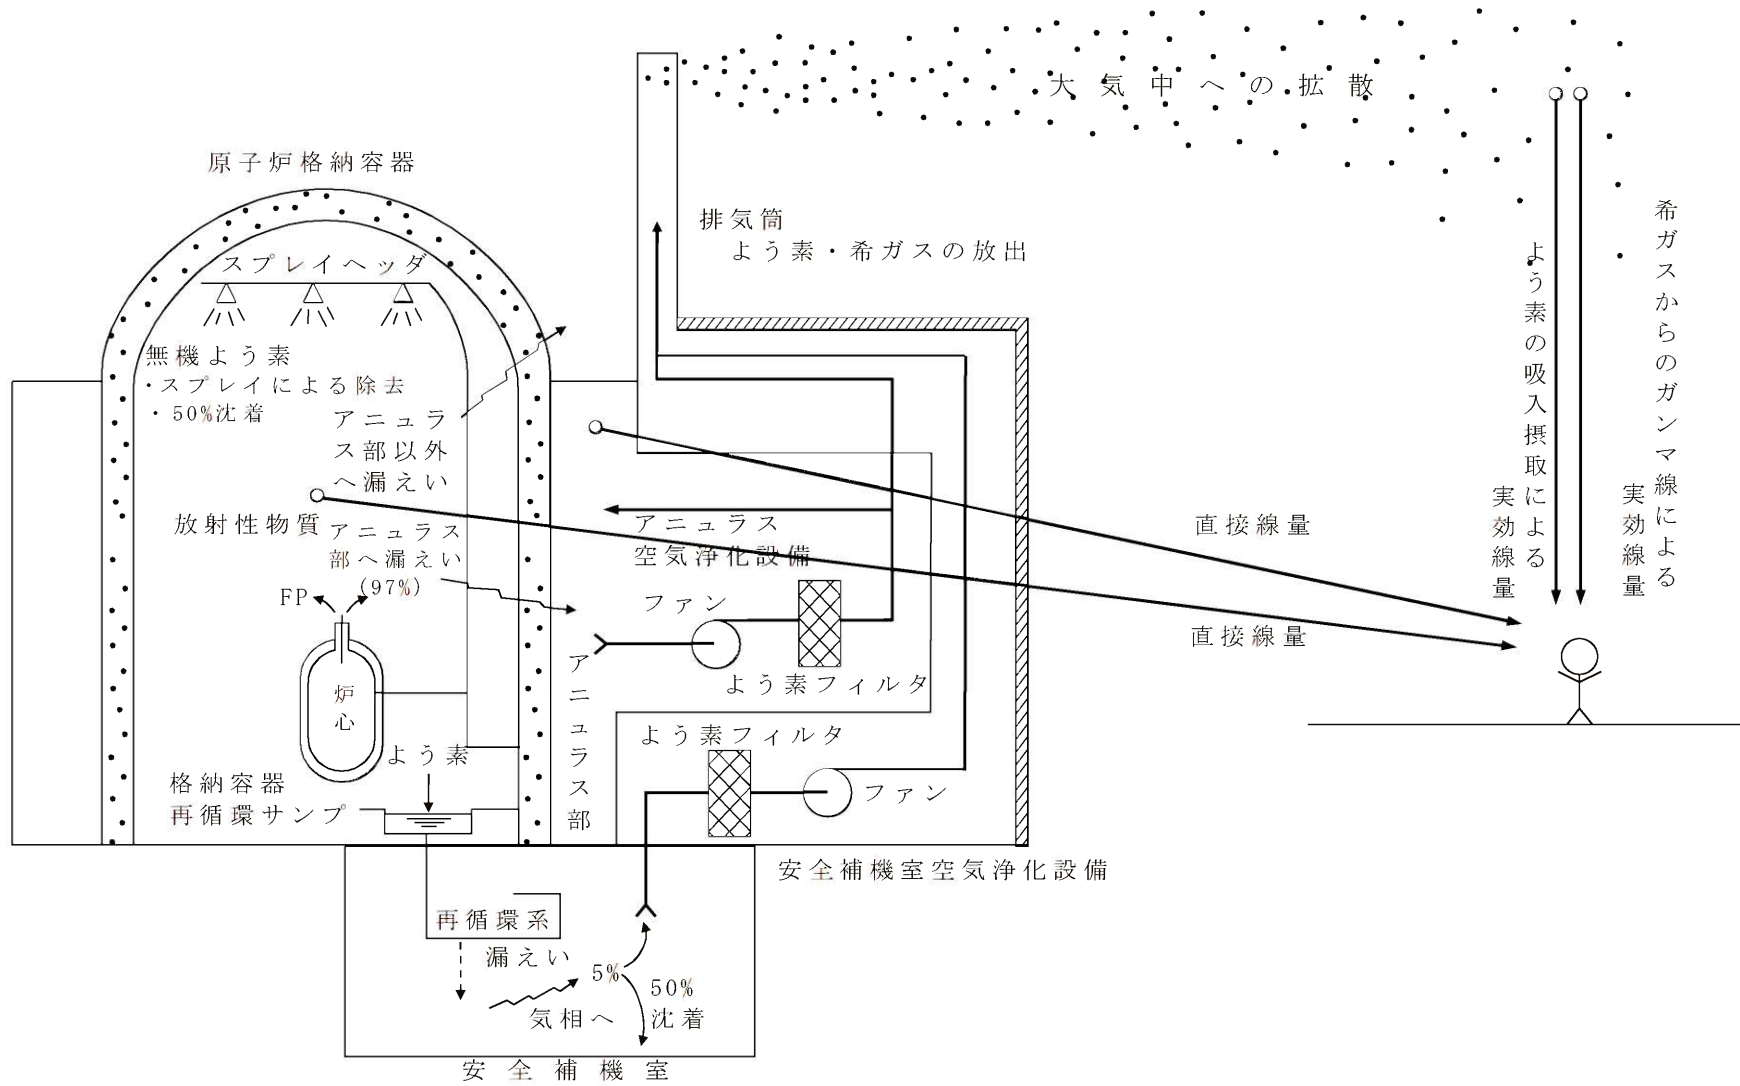 大気中への拡散
原子炉格納容器
排気筒
よう素・希ガスの放出
スプレイヘッダ
無機よう素
・スプレイによる除去
・50%沈着
アニュラ
ス部以外
へ漏えい
放射性物質
アニュラス
部へ漏えい
(97%)
FP
炉
心
よう素
格納容器
再循環サンプ
アニュラス部
アニュラス
空気浄化設備
ファン
よう素フィルタ
よう素フィルタ
ファン
安全補機室空気浄化設備
再循環系
漏えい
5%
50%
沈着
気相へ
安全補機室
直接線量
直接線量
希ガスからのガンマ線による
実効線量
よう素の吸入摂取による
実効線量